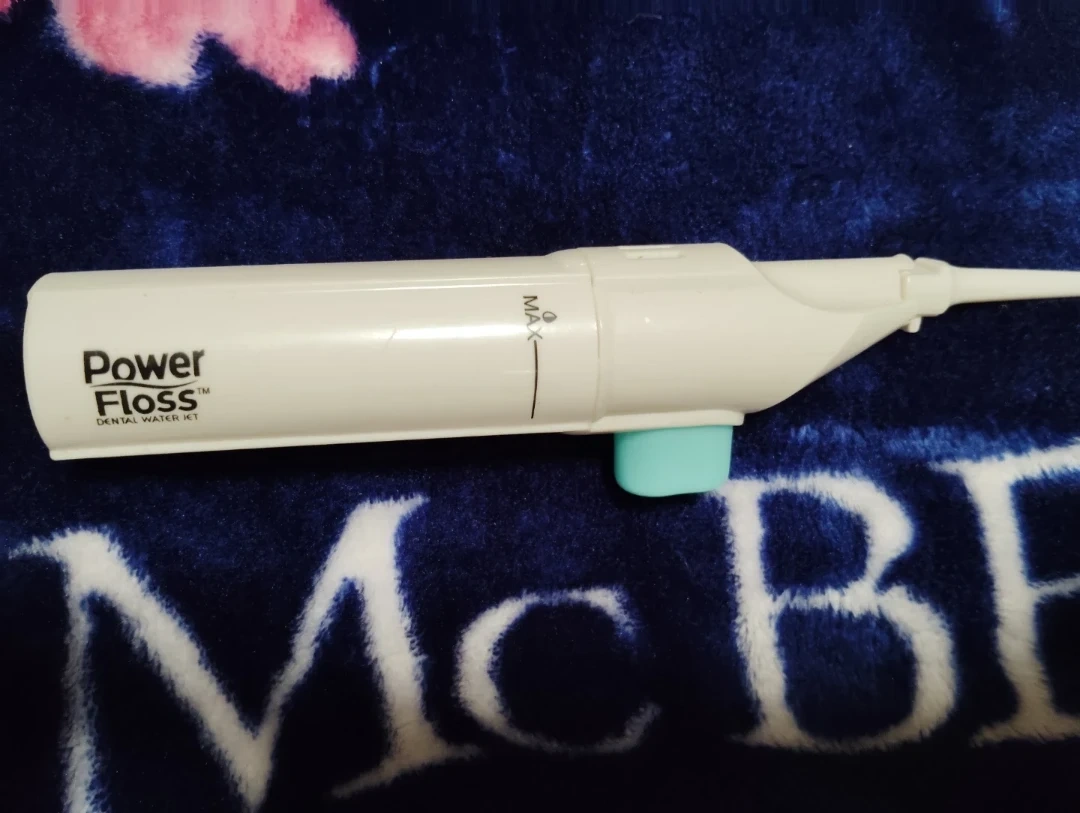 Power
Floss™
DENTAL WATER JET
MAX
McBE